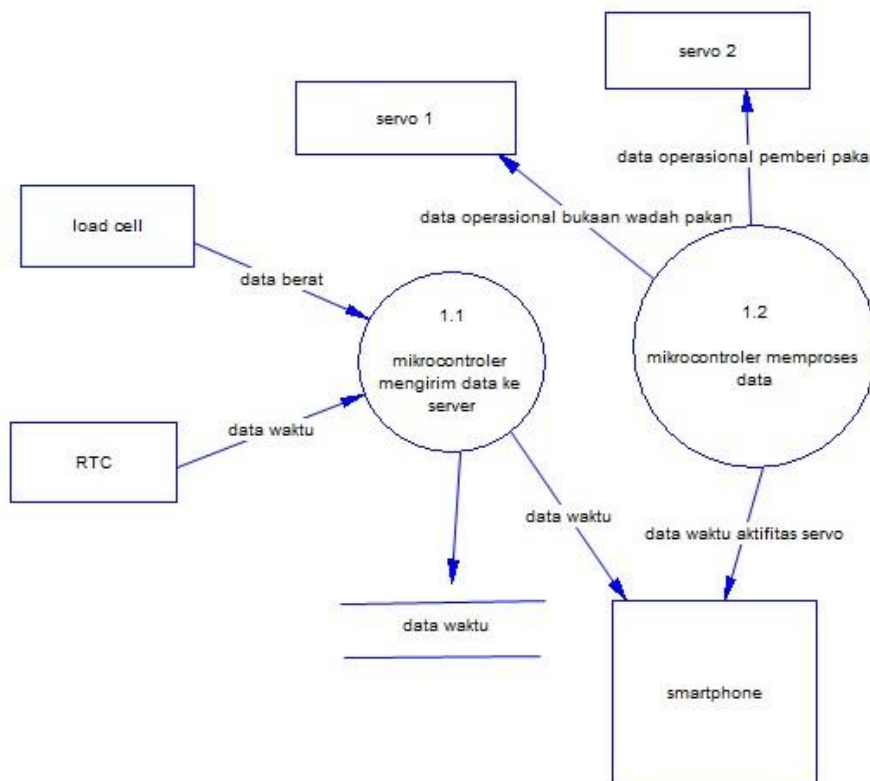 servo 2
servo 1
data operasional pemberi pakan
load cell
data operasional bukaan wadah pakan
data berat
1.1
mikrocontroler
mengirim data ke
server
1.2
mikrocontroler memproses
data
RTC
data waktu
data waktu
data waktu aktifitas servo
data waktu
smartphone